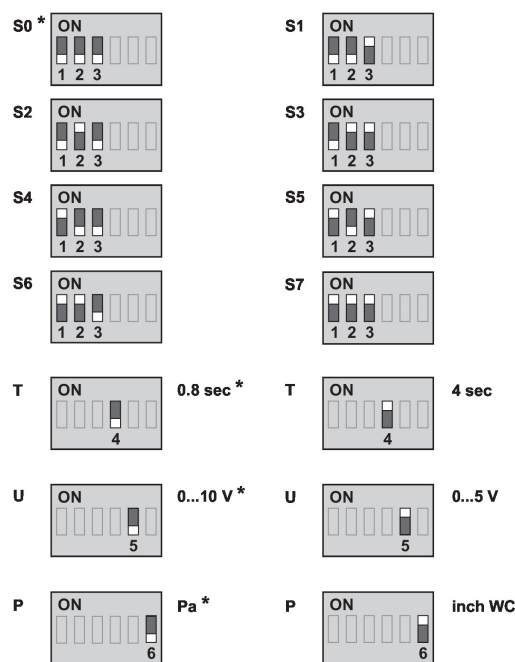 S0 * ON
1 2 3
S1 ON
1 2 3
S2 ON
1 2 3
S3 ON
1 2 3
S4 ON
1 2 3
S5 ON
1 2 3
S6 ON
1 2 3
S7 ON
1 2 3
T ON 0.8 sec *
4
T ON 4 sec
4
U ON 0...10 V *
5
U ON 0...5 V
5
P ON Pa *
6
P ON inch WC
6